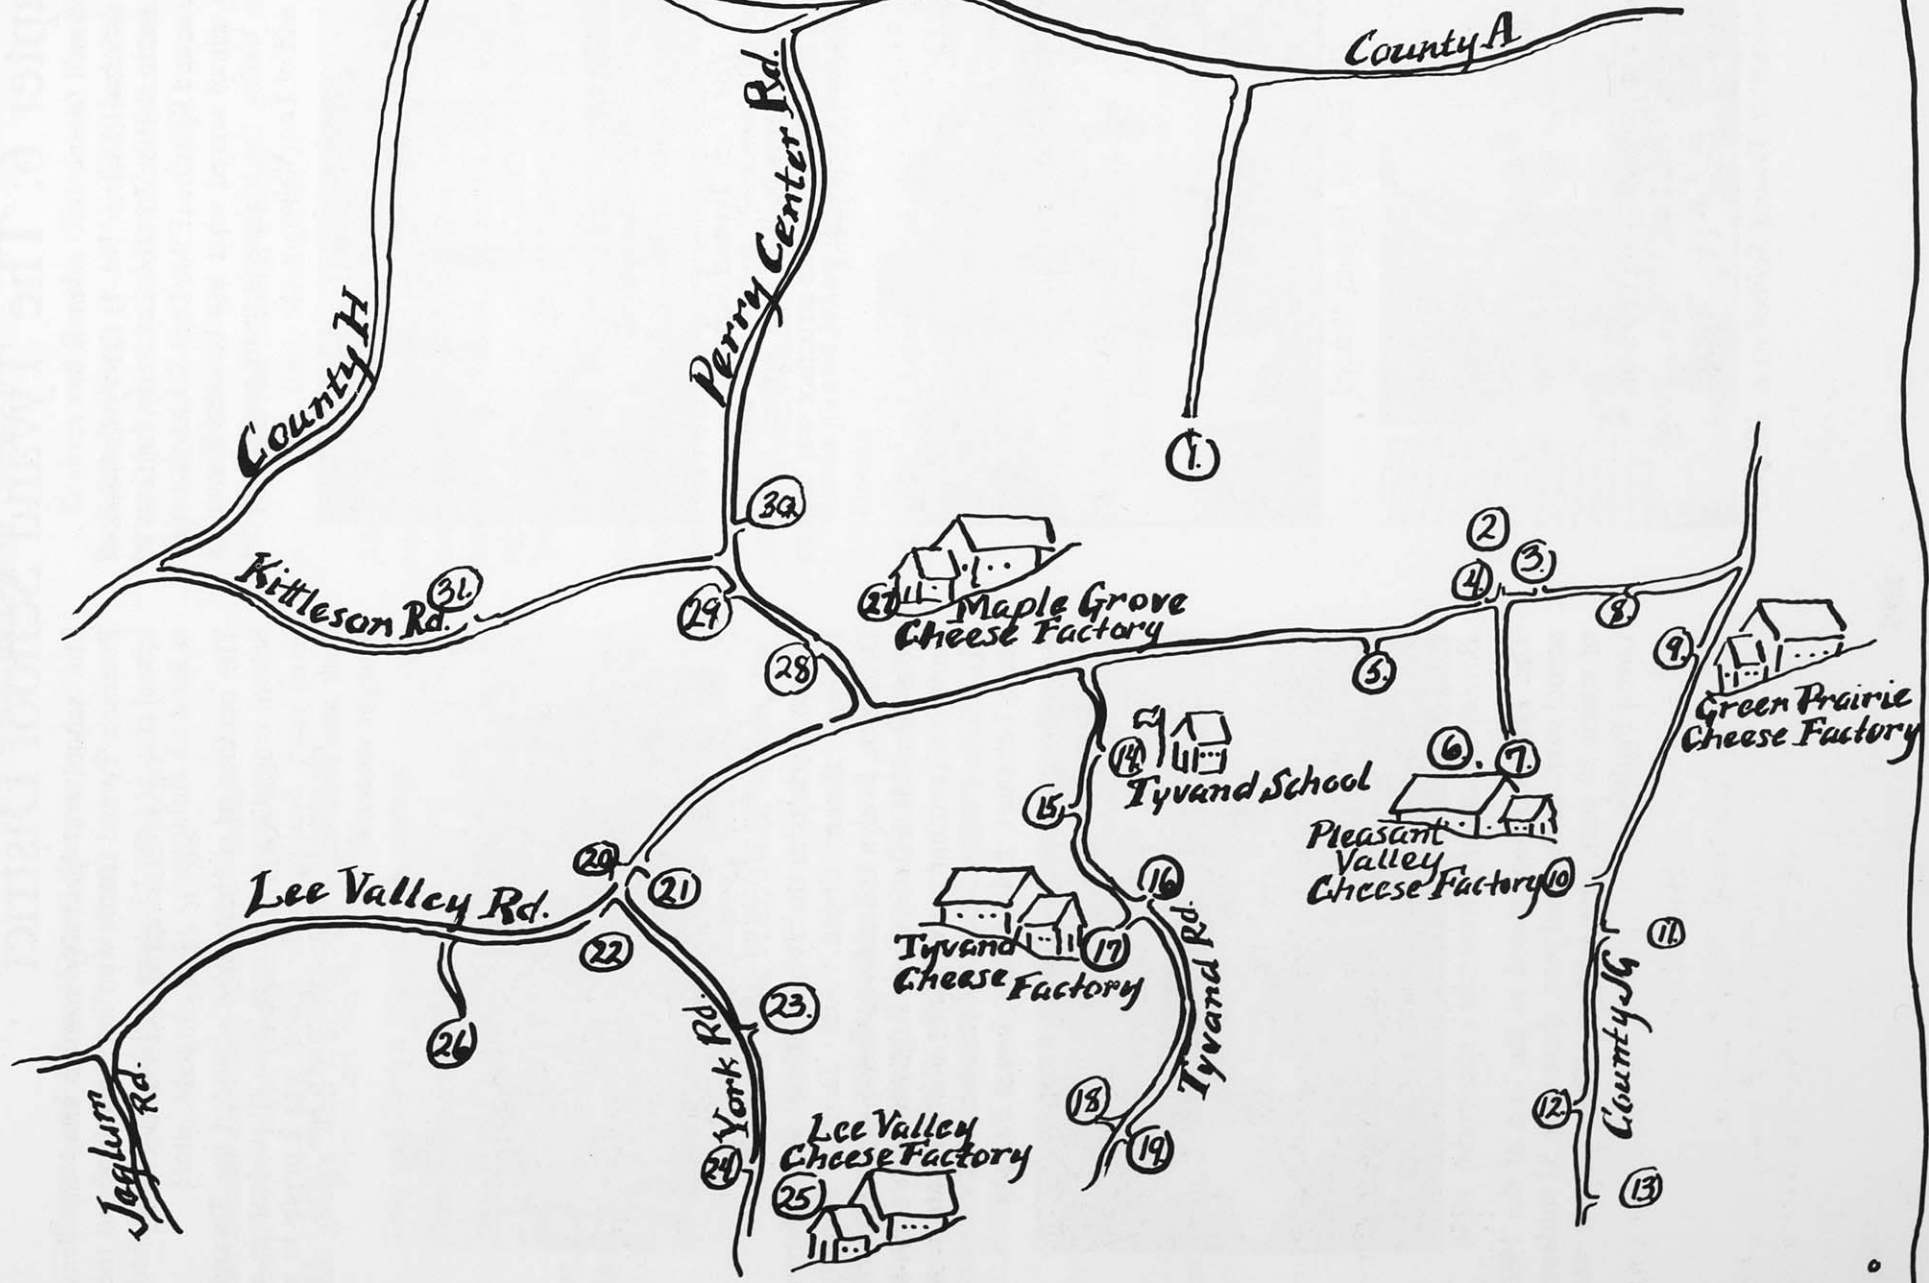 County A
Perry Center Rd.
County H
1.
30.
2
3.
4.
Kittleson Rd.
31.
29
27
Maple Grove
Cheese Factory
8
28
5.
9.
Green Prairie
Cheese Factory
14.
Tyvand School
6.
7.
15.
Pleasant
Valley
Cheese Factory
10
20
21
16
Lee Valley Rd.
22
Tyvand
Cheese
Factory
17
Tyvand Rd.
11.
23.
26
York Rd.
County JG
Jaglum
Rd.
18
12.
19.
24
Lee Valley
Cheese Factory
25
13.